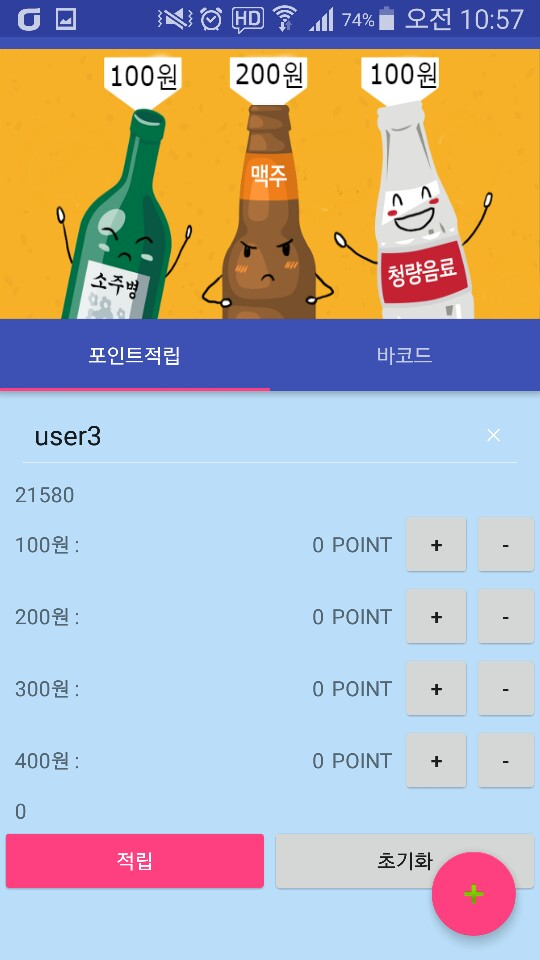 HD 74% 오전 10:57
100원 200원 100원
맥주
소주병
청량음료
포인트적립 바코드
user3 ×
21580
100원 : 0 POINT + -
200원 : 0 POINT + -
300원 : 0 POINT + -
400원 : 0 POINT + -
0
적립 초기화
+